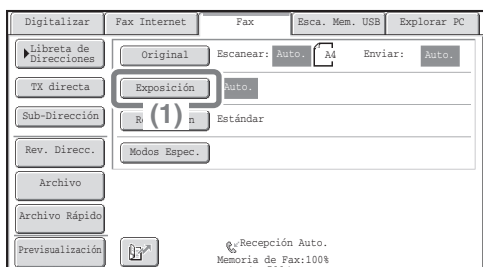 Digitalizar Fax Internet Fax Esca. Mem. USB Explorar PC
Libreta de
Direcciones
Original Escanear: Auto. A4 Enviar: Auto.
TX directa
Exposición Auto.
Sub-Dirección
(1) Estándar
Rev. Direcc.
Modos Espec.
Archivo
Archivo Rápido
Previsualización
Recepción Auto.
Memoria de Fax:100%